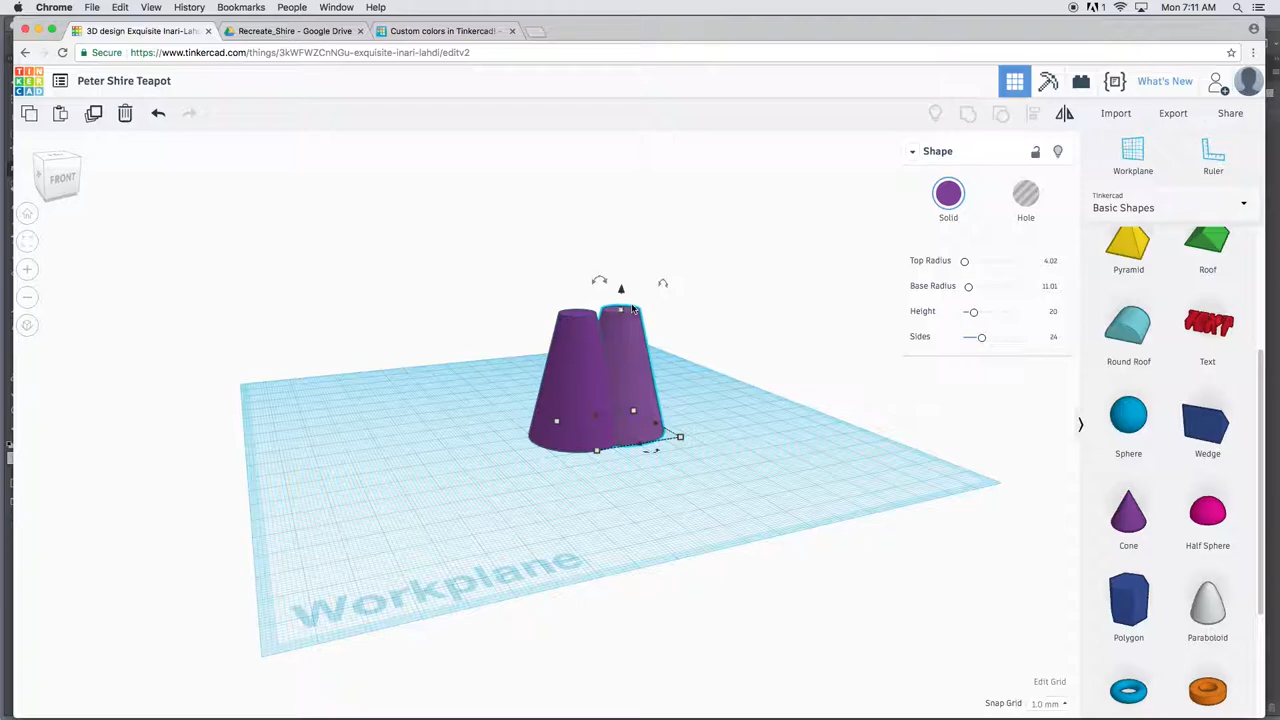 Chrome File Edit View History Bookmarks People Window Help
Mon 7:11 AM
3D design Exquisite Inari-Lah
Recreate_Shire - Google Drive
Custom colors in Tinkercad! -
Secure https://www.tinkercad.com/things/3kWFWZCnNGu-exquisite-inari-lahdi/editv2
TIN
KER
CAD
Peter Shire Teapot
What's New
Import Export Share
FRONT
Shape
Solid Hole
Top Radius 4.02
Base Radius 11.01
Height 20
Sides 24
Workplane Ruler
Tinkercad
Basic Shapes
Pyramid Roof
Round Roof Text
Sphere Wedge
Cone Half Sphere
Polygon Paraboloid
Workplane
Edit Grid
Snap Grid 1.0 mm